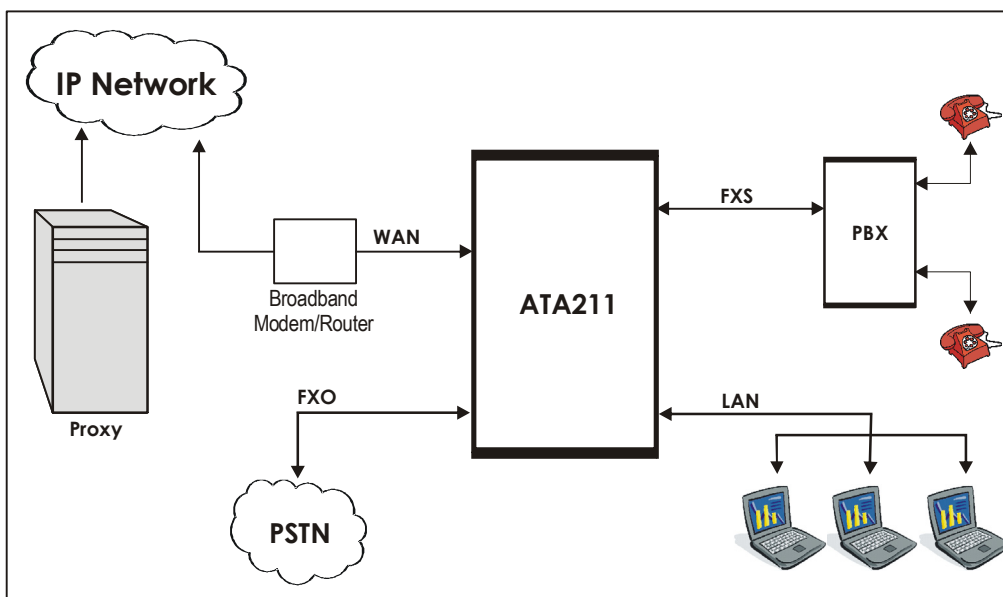 IP Network
WAN
Broadband
Modem/Router
ATA211
FXS
PBX
Proxy
FXO
PSTN
LAN